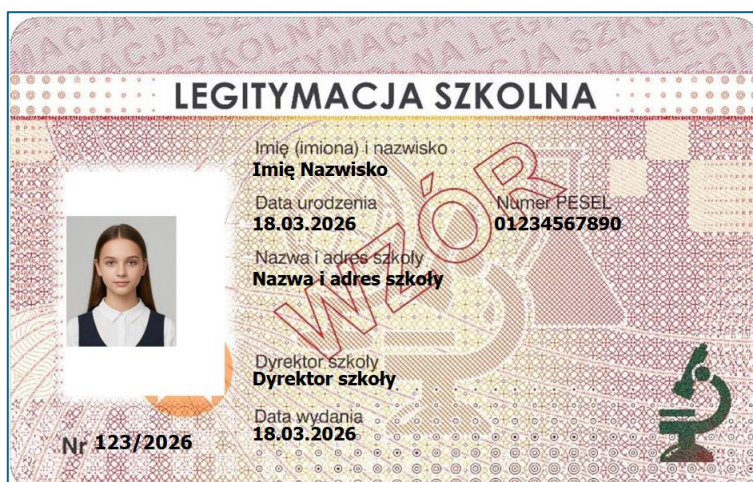 LEGITYMACJA SZKOLNA
Imię (imiona) i nazwisko
Imię Nazwisko
Data urodzenia Numer PESEL
18.03.2026 01234567890
Nazwa i adres szkoły
Nazwa i adres szkoły
WZÓR
Dyrektor szkoły
Dyrektor szkoły
Data wydania
18.03.2026
Nr 123/2026